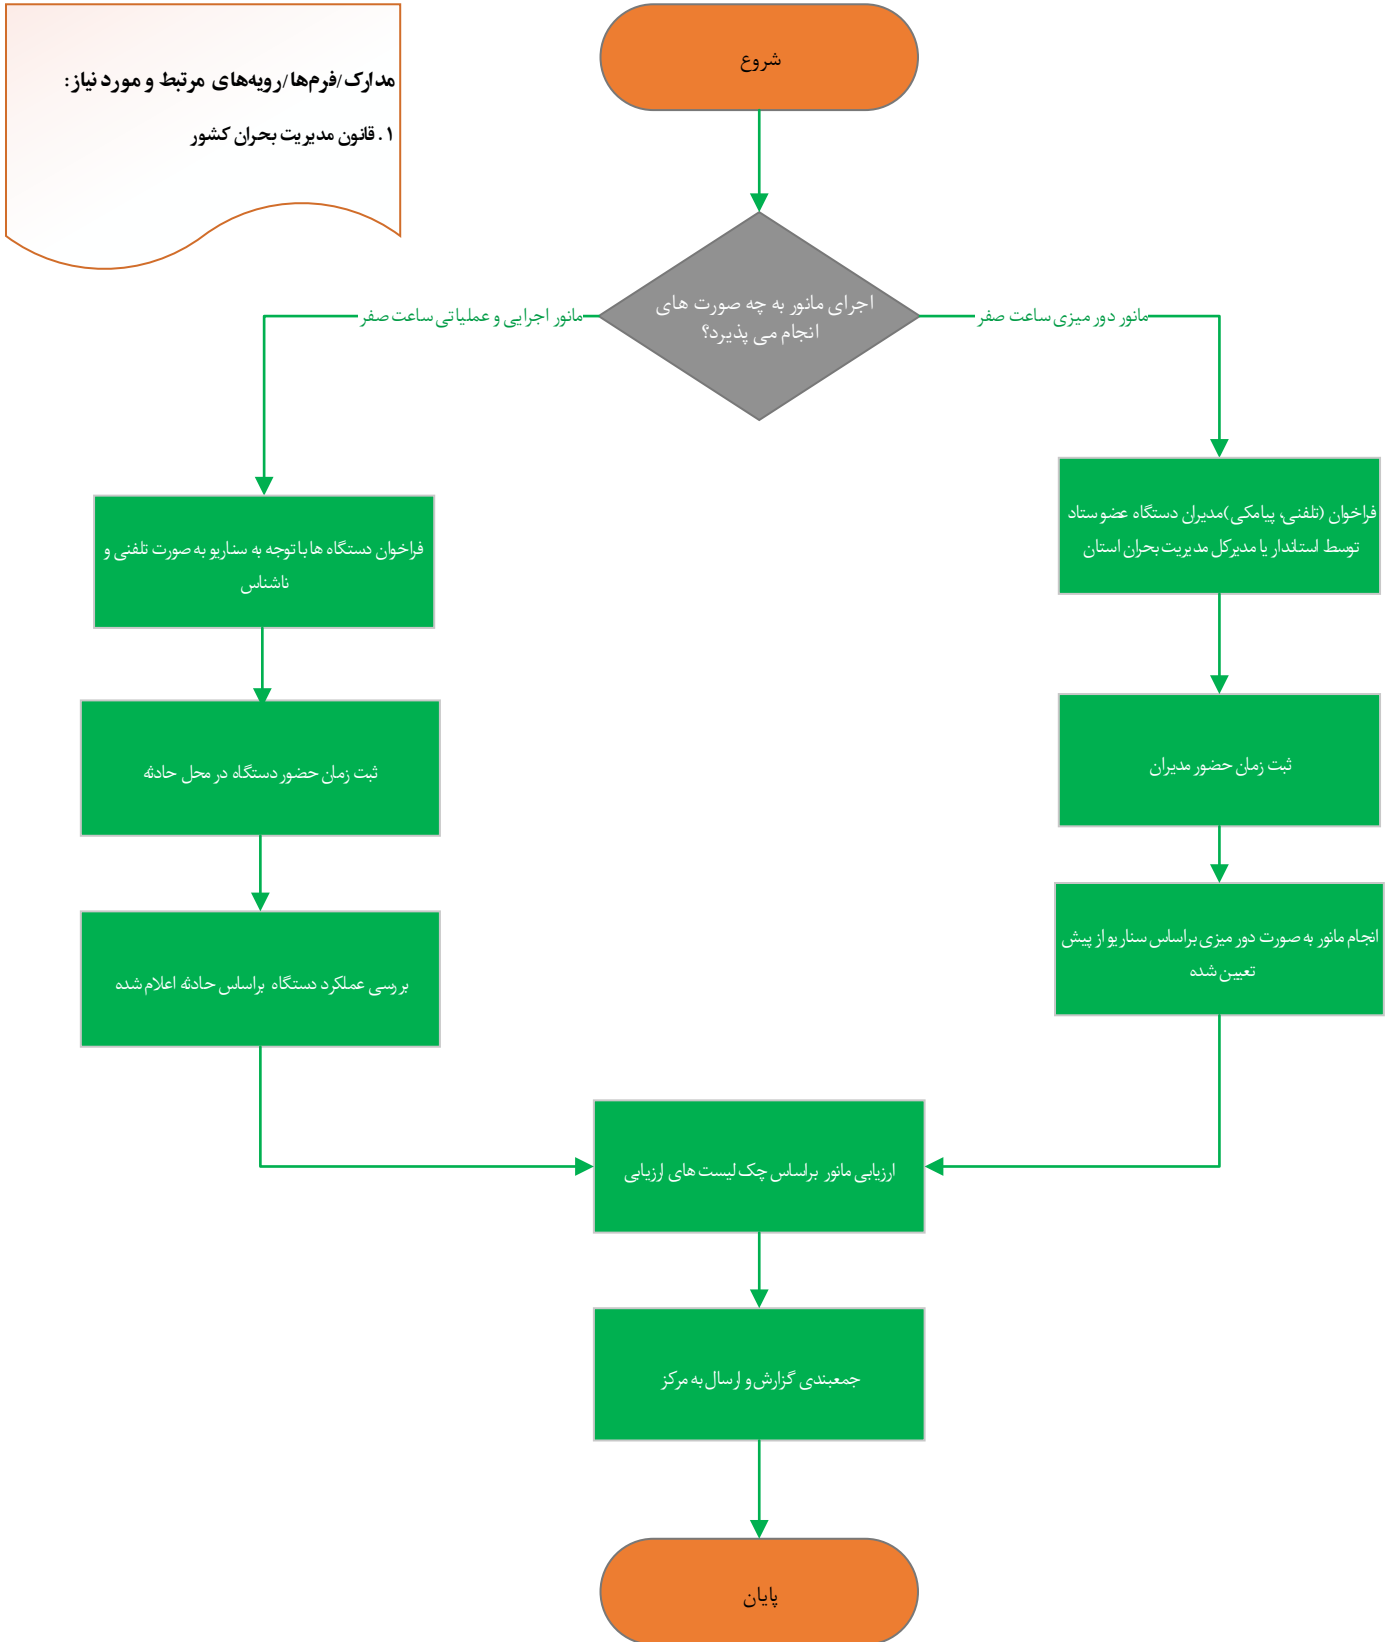 مدارک/فرم‌ها/رویه‌های مرتبط و مورد نیاز:
۱. قانون مدیریت بحران کشور
شروع
اجرای مانور به چه صورت های
انجام می پذیرد؟
مانور دور میزی ساعت صفر
مانور اجرایی و عملیاتی ساعت صفر
فراخوان (تلفنی، پیامکی)مدیران دستگاه عضو ستاد
توسط استاندار یا مدیرکل مدیریت بحران استان
ثبت زمان حضور مدیران
انجام مانور به صورت دور میزی براساس سناریو از پیش
تعیین شده
فراخوان دستگاه ها با توجه به سناریو به صورت تلفنی و
ناشناس
ثبت زمان حضور دستگاه در محل حادثه
بررسی عملکرد دستگاه براساس حادثه اعلام شده
ارزیابی مانور براساس چک لیست های ارزیابی
جمعبندی گزارش و ارسال به مرکز
پایان